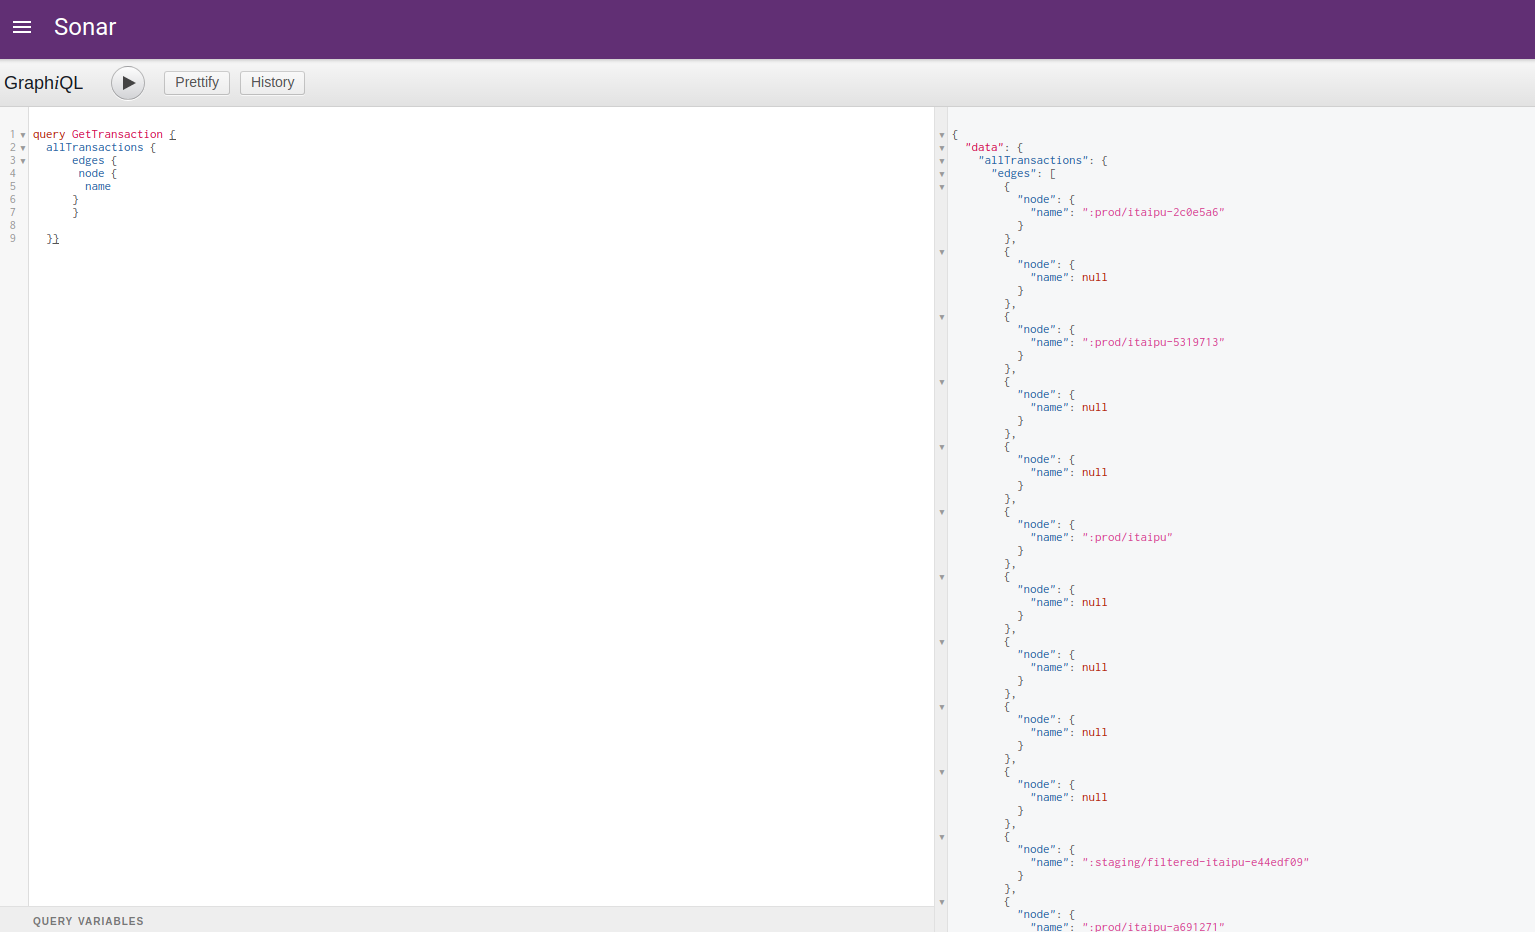 Sonar
GraphiQL
Prettify
History
1 query GetTransaction {
2 allTransactions {
3 edges {
4 node {
5 name
6 }
7 }
8
9 }}
QUERY VARIABLES
{
"data": {
"allTransactions": {
"edges": [
{
"node": {
"name": ":prod/itaipu-2c0e5a6"
}
},
{
"node": {
"name": null
}
},
{
"node": {
"name": ":prod/itaipu-5319713"
}
},
{
"node": {
"name": null
}
},
{
"node": {
"name": null
}
},
{
"node": {
"name": ":prod/itaipu"
}
},
{
"node": {
"name": null
}
},
{
"node": {
"name": null
}
},
{
"node": {
"name": null
}
},
{
"node": {
"name": null
}
},
{
"node": {
"name": ":staging/filtered-itaipu-e44edf09"
}
},
{
"node": {
"name": ":prod/itaipu-a691271"